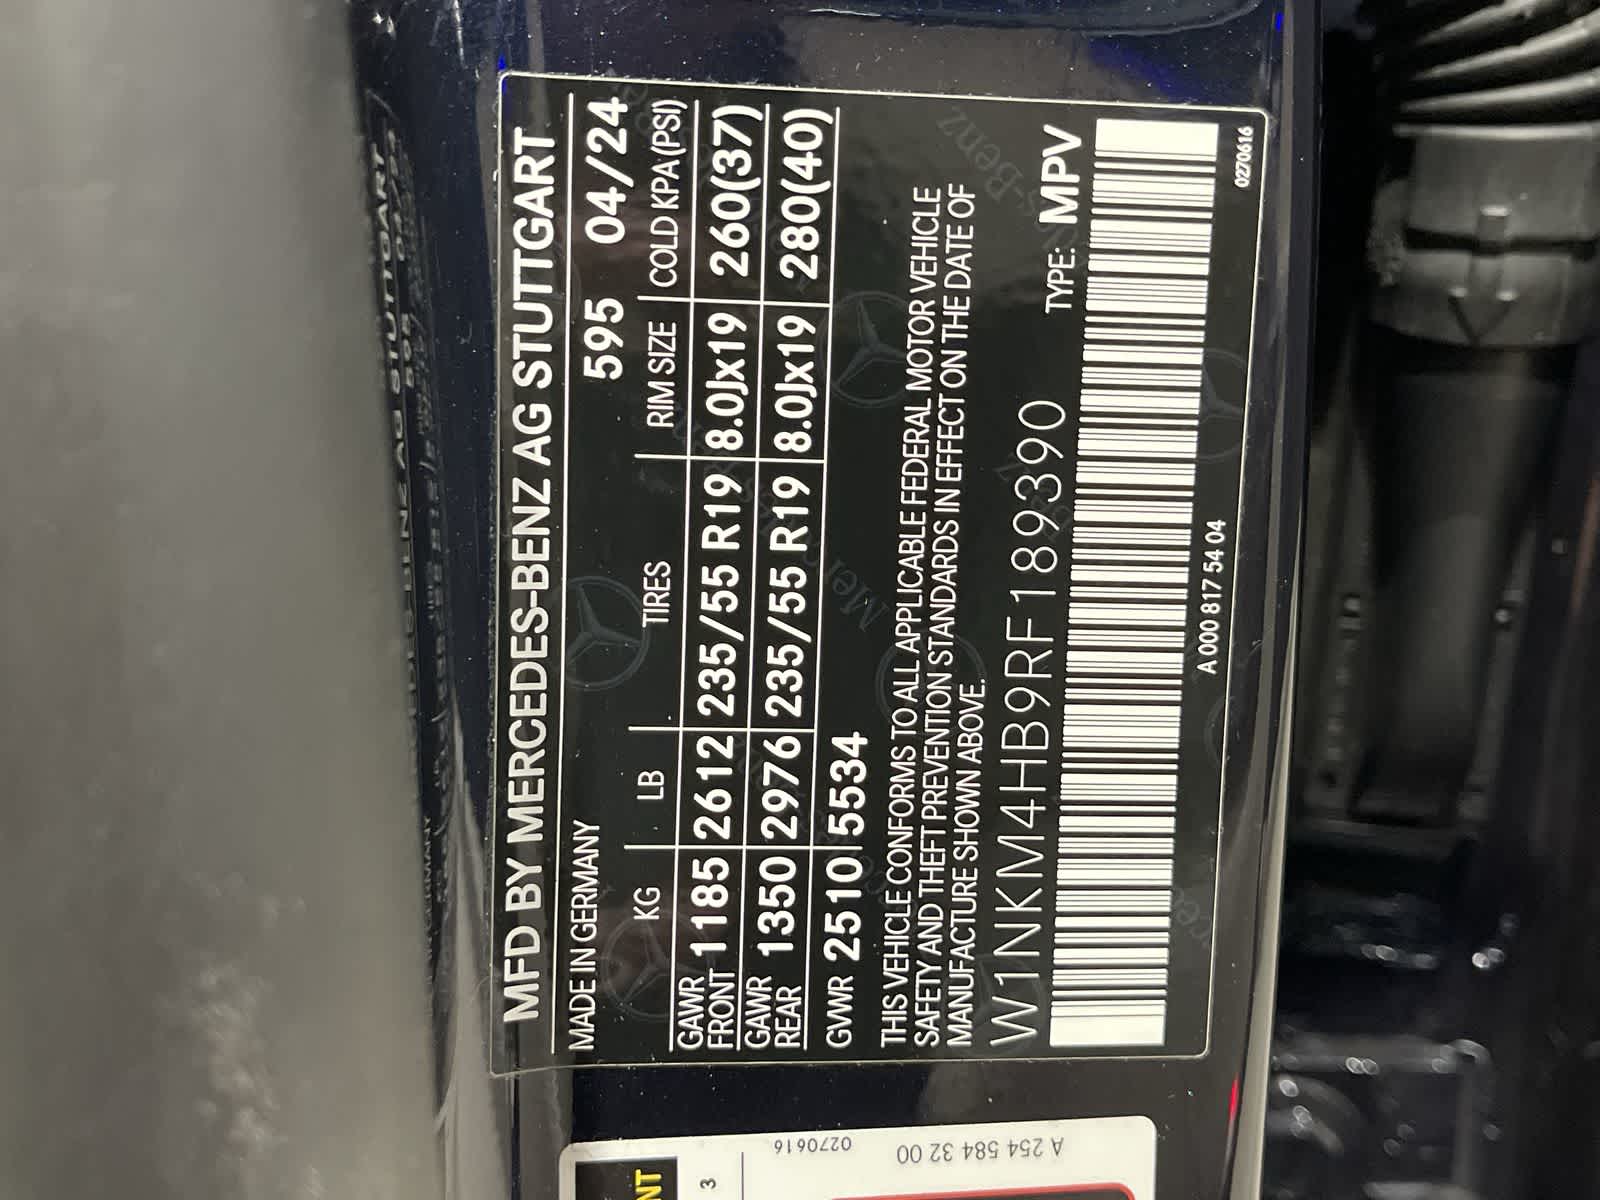 MFD BY MERCEDES-BENZ AG STUTTGART
MADE IN GERMANY 595 04/24
KG LB TIRES RIM SIZE COLD KPA(PSI)
GAWR FRONT 1185 2612 235/55 R19 8.0Jx19 260(37)
GAWR REAR 1350 2976 235/55 R19 8.0Jx19 280(40)
GVWR 2510 5534
THIS VEHICLE CONFORMS TO ALL APPLICABLE FEDERAL MOTOR VEHICLE
SAFETY AND THEFT PREVENTION STANDARDS IN EFFECT ON THE DATE OF
MANUFACTURE SHOWN ABOVE.
W1NKM4HB9RF189390 TYPE: MPV
A 000 817 54 04 0270616
NT
3
0270616
A 254 584 32 00